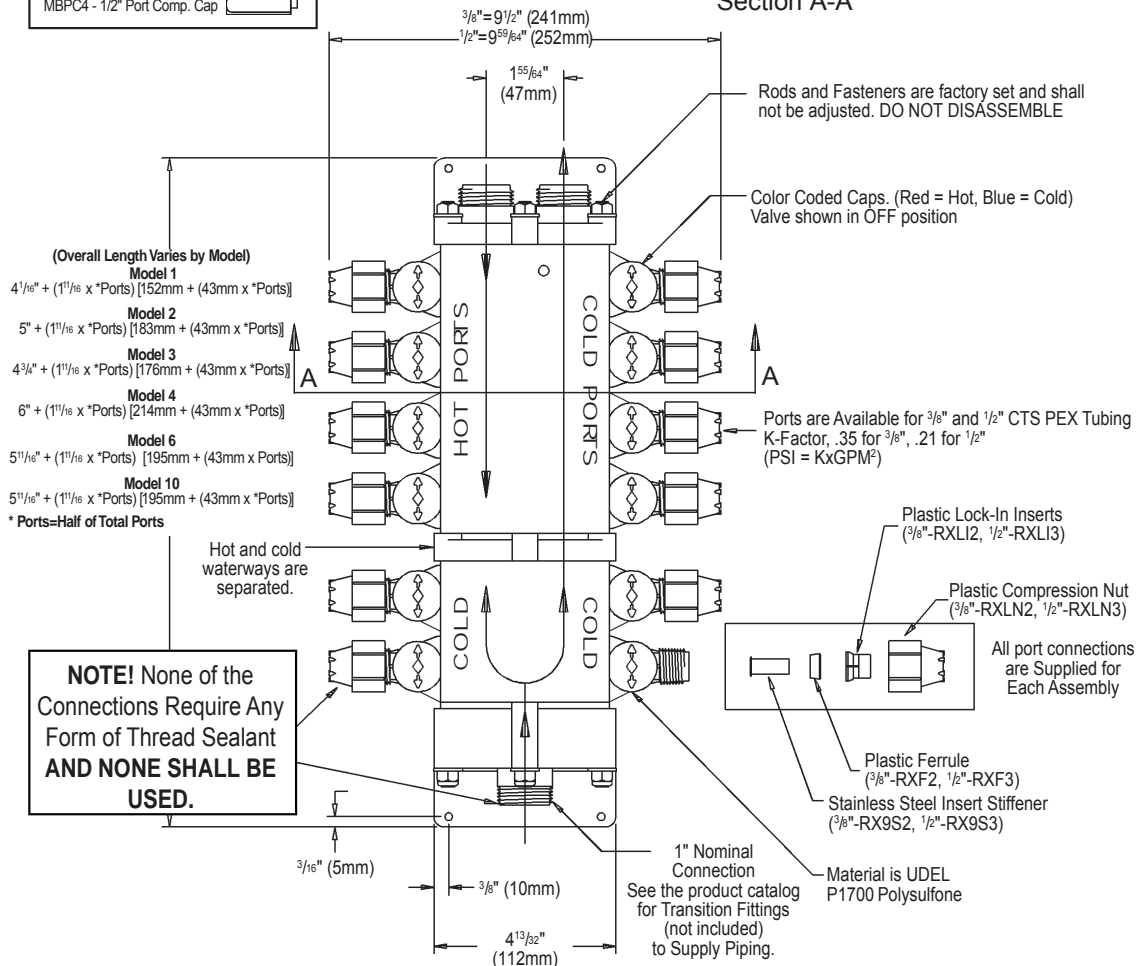 MBPC4 - 1/2" Port Comp. Cap
Section A-A
3/8"=9 1/2" (241mm)
1/2"=9 59/64" (252mm)
1 55/64"
(47mm)
Rods and Fasteners are factory set and shall
not be adjusted. DO NOT DISASSEMBLE
Color Coded Caps. (Red = Hot, Blue = Cold)
Valve shown in OFF position
(Overall Length Varies by Model)
Model 1
4 1/16" + (1 11/16 x *Ports) [152mm + (43mm x *Ports)]
Model 2
5" + (1 11/16 x *Ports) [183mm + (43mm x *Ports)]
Model 3
4 3/4" + (1 11/16 x *Ports) [176mm + (43mm x *Ports)]
Model 4
6" + (1 11/16 x *Ports) [214mm + (43mm x *Ports)]
Model 6
5 11/16" + (1 11/16 x *Ports) [195mm + (43mm x Ports)]
Model 10
5 11/16" + (1 11/16 x *Ports) [195mm + (43mm x *Ports)]
* Ports=Half of Total Ports
A
A
HOT PORTS
COLD PORTS
Ports are Available for 3/8" and 1/2" CTS PEX Tubing
K-Factor, .35 for 3/8", .21 for 1/2"
(PSI = KxGPM²)
Hot and cold
waterways are
separated.
COLD
COLD
Plastic Lock-In Inserts
(3/8"-RXLI2, 1/2"-RXLI3)
Plastic Compression Nut
(3/8"-RXLN2, 1/2"-RXLN3)
All port connections
are Supplied for
Each Assembly
Plastic Ferrule
(3/8"-RXF2, 1/2"-RXF3)
Stainless Steel Insert Stiffener
(3/8"-RX9S2, 1/2"-RX9S3)
NOTE! None of the
Connections Require Any
Form of Thread Sealant
AND NONE SHALL BE
USED.
3/16" (5mm)
3/8" (10mm)
4 13/32"
(112mm)
1" Nominal
Connection
See the product catalog
for Transition Fittings
(not included)
to Supply Piping.
Material is UDEL
P1700 Polysulfone